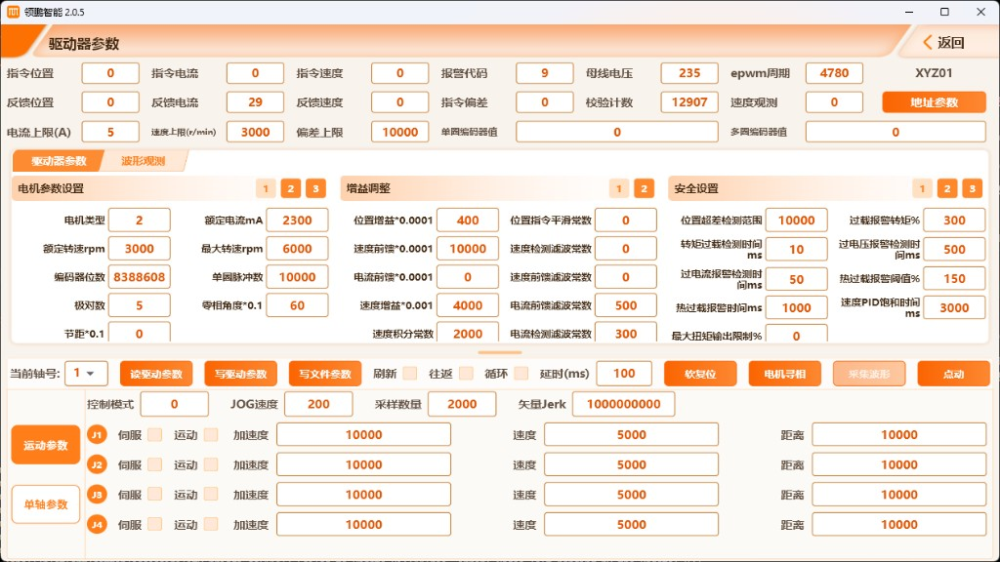 领鹏智能 2.0.5
驱动器参数
返回
指令位置 0 指令电流 0 指令速度 0 报警代码 9 母线电压 235 epwm周期 4780 XYZ01
反馈位置 0 反馈电流 29 反馈速度 0 指令偏差 0 校验计数 12907 速度观测 0 地址参数
电流上限(A) 5 速度上限(r/min) 3000 偏差上限 10000 单圈编码器值 0 多圈编码器值 0
驱动器参数 波形观测
电机参数设置 1 2 3 增益调整 1 2 安全设置 1 2 3
电机类型 2 额定电流mA 2300 位置增益*0.0001 400 位置指令平滑常数 0 位置超差检测范围 10000 过载报警转矩% 300
额定转速rpm 3000 最大转速rpm 6000 速度前馈*0.0001 10000 速度检测滤波常数 0 转矩过载检测时间ms 10 过电压报警检测时间ms 500
编码器位数 8388608 单圈脉冲数 10000 电流前馈*0.0001 0 速度前馈滤波常数 0 过电流报警检测时间ms 50 热过载报警阈值% 150
极对数 5 零相角度*0.1 60 速度增益*0.001 4000 电流前馈滤波常数 500 热过载报警时间ms 1000 速度PID饱和时间ms 3000
节距*0.1 0 速度积分常数 2000 电流检测滤波常数 300 最大扭矩输出限制% 0
当前轴号: 1 读驱动参数 写驱动参数 写文件参数 刷新 往返 循环 延时(ms) 100 软复位 电机寻相 采集波形 点动
控制模式 0 JOG速度 200 采样数量 2000 矢量Jerk 1000000000
运动参数
单轴参数
J1 伺服 运动 加速度 10000 速度 5000 距离 10000
J2 伺服 运动 加速度 10000 速度 5000 距离 10000
J3 伺服 运动 加速度 10000 速度 5000 距离 10000
J4 伺服 运动 加速度 10000 速度 5000 距离 10000